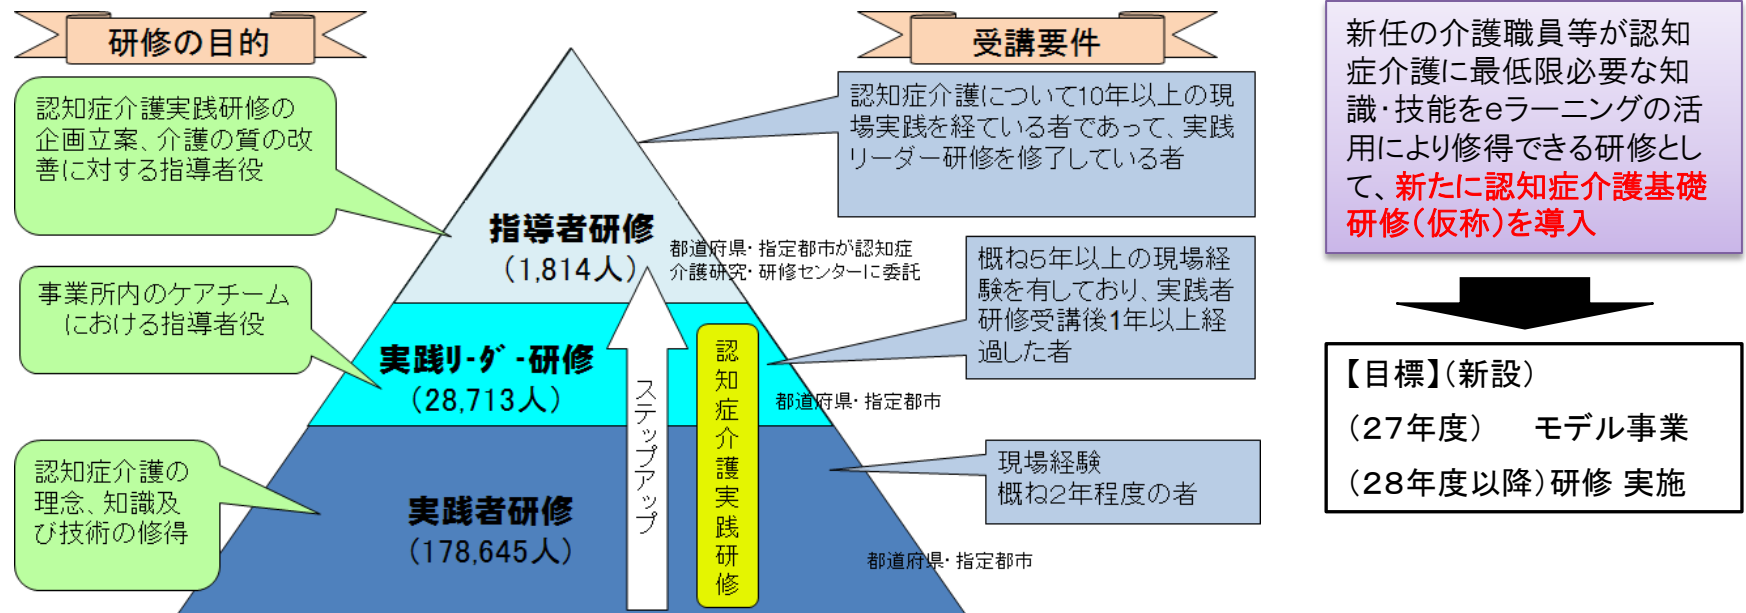 研修の目的
受講要件
認知症介護実践研修の
企画立案、介護の質の改
善に対する指導者役
認知症介護について10年以上の現
場実践を経ている者であって、実践
リーダー研修を修了している者
指導者研修
（1,814人）
都道府県・指定都市が認知症
介護研究・研修センターに委託
事業所内のケアチーム
における指導者役
概ね5年以上の現場経
験を有しており、実践者
研修受講後1年以上経
過した者
実践ﾘｰﾀﾞｰ研修
（28,713人）
都道府県・指定都市
認知症介護の
理念、知識及
び技術の修得
現場経験
概ね2年程度の者
実践者研修
（178,645人）
都道府県・指定都市
ステップアップ
認知症介護実践研修
新任の介護職員等が認知
症介護に最低限必要な知
識・技能をeラーニングの活
用により修得できる研修とし
て、新たに認知症介護基礎
研修（仮称）を導入
【目標】（新設）
（27年度） モデル事業
（28年度以降）研修 実施